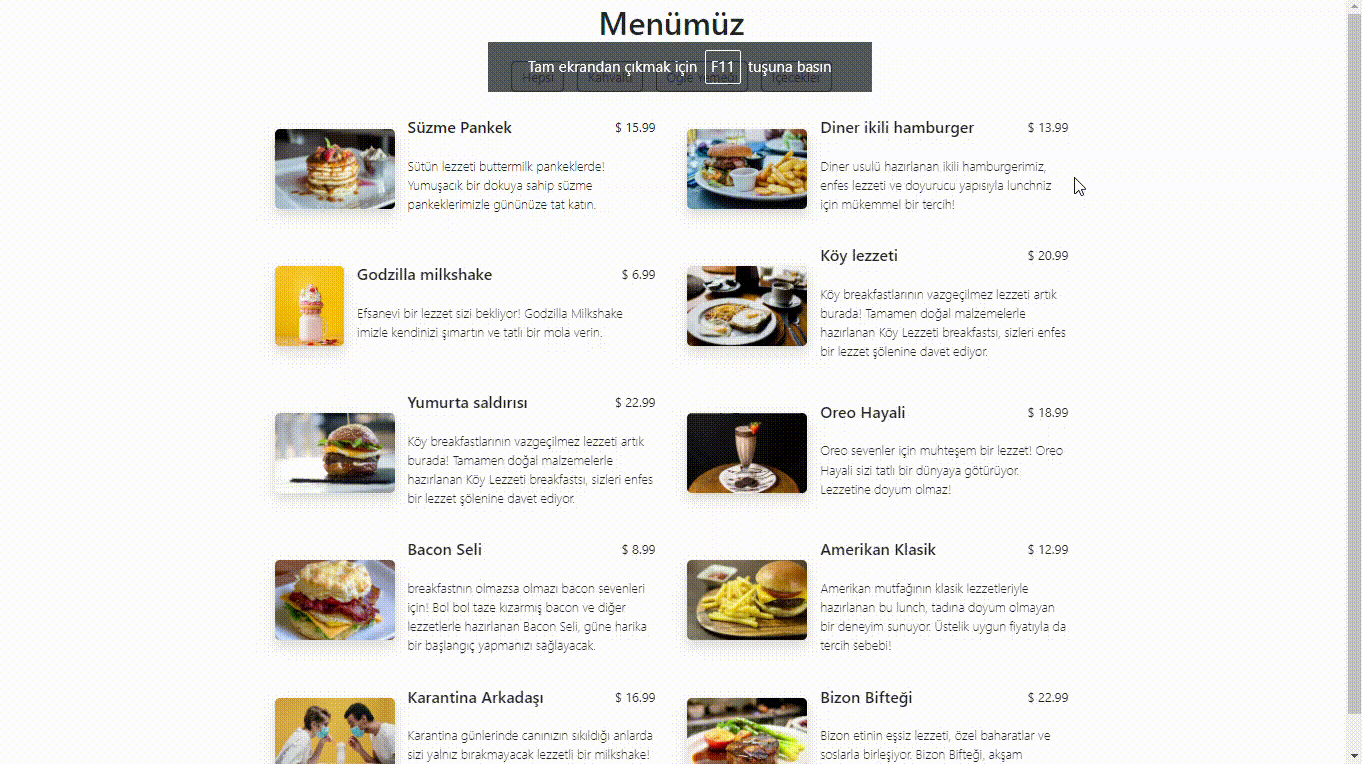 Menümüz
Tam ekrandan çıkmak için F11 tuşuna basın
Hepsi Kahvaltı Öğle Yemeği İçecekler
Süzme Pankek $ 15.99
Sütün lezzeti buttermilk pankeklerde!
Yumuşacık bir dokuya sahip süzme
pankeklerimizle gününüze tat katın.
Diner ikili hamburger $ 13.99
Diner usulü hazırlanan ikili hamburgerimiz,
enfes lezzeti ve doyurucu yapısıyla lunchniz
için mükemmel bir tercih!
Godzilla milkshake $ 6.99
Efsanevi bir lezzet sizi bekliyor! Godzilla Milkshake
imizle kendinizi şımartın ve tatlı bir mola verin.
Köy lezzeti $ 20.99
Köy breakfastlarının vazgeçilmez lezzeti artık
burada! Tamamen doğal malzemelerle
hazırlanan Köy Lezzeti breakfastsı, sizleri enfes
bir lezzet şölenine davet ediyor.
Yumurta saldırısı $ 22.99
Köy breakfastlarının vazgeçilmez lezzeti artık
burada! Tamamen doğal malzemelerle
hazırlanan Köy Lezzeti breakfastsı, sizleri enfes
bir lezzet şölenine davet ediyor.
Oreo Hayali $ 18.99
Oreo sevenler için muhteşem bir lezzet! Oreo
Hayali sizi tatlı bir dünyaya götürüyor.
Lezzetine doyum olmaz!
Bacon Seli $ 8.99
breakfastnın olmazsa olmazı bacon sevenleri
için! Bol bol taze kızarmış bacon ve diğer
lezzetlerle hazırlanan Bacon Seli, güne harika
bir başlangıç yapmanızı sağlayacak.
Amerikan Klasik $ 12.99
Amerikan mutfağının klasik lezzetleriyle
hazırlanan bu lunch, tadına doyum olmayan
bir deneyim sunuyor. Üstelik uygun fiyatıyla da
tercih sebebi!
Karantina Arkadaşı $ 16.99
Karantina günlerinde canınızın sıkıldığı anlarda
sizi yalnız bırakmayacak lezzetli bir milkshake!
Bizon Bifteği $ 22.99
Bizon etinin eşsiz lezzeti, özel baharatlar ve
soslarla birleşiyor. Bizon Bifteği, akşam